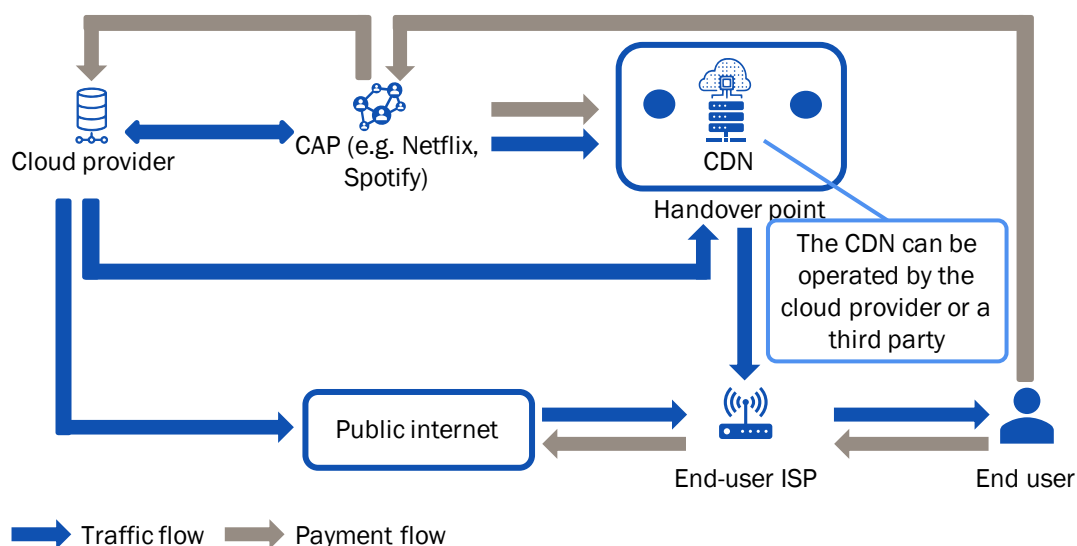 Cloud provider
CAP (e.g. Netflix,
Spotify)
CDN
Handover point
The CDN can be
operated by the
cloud provider or a
third party
Public internet
End-user ISP
End user
Traffic flow
Payment flow